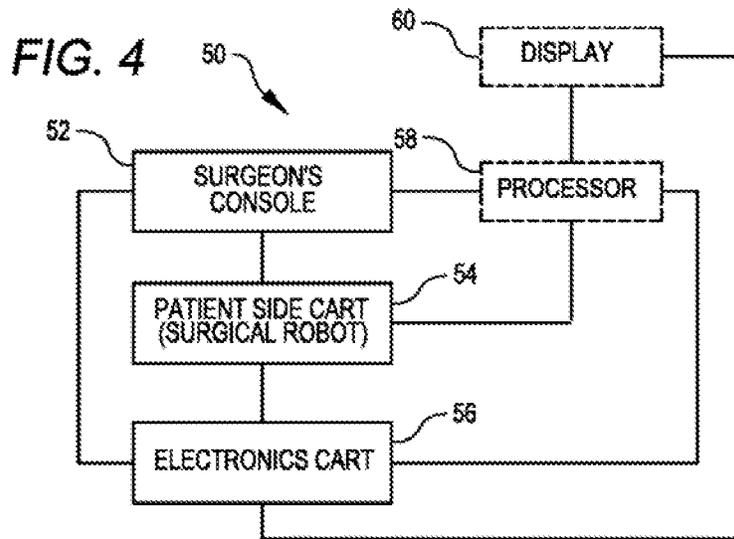 FIG. 4
50
60
DISPLAY
52
58
SURGEON'S
CONSOLE
PROCESSOR
54
PATIENT SIDE CART
(SURGICAL ROBOT)
56
ELECTRONICS CART